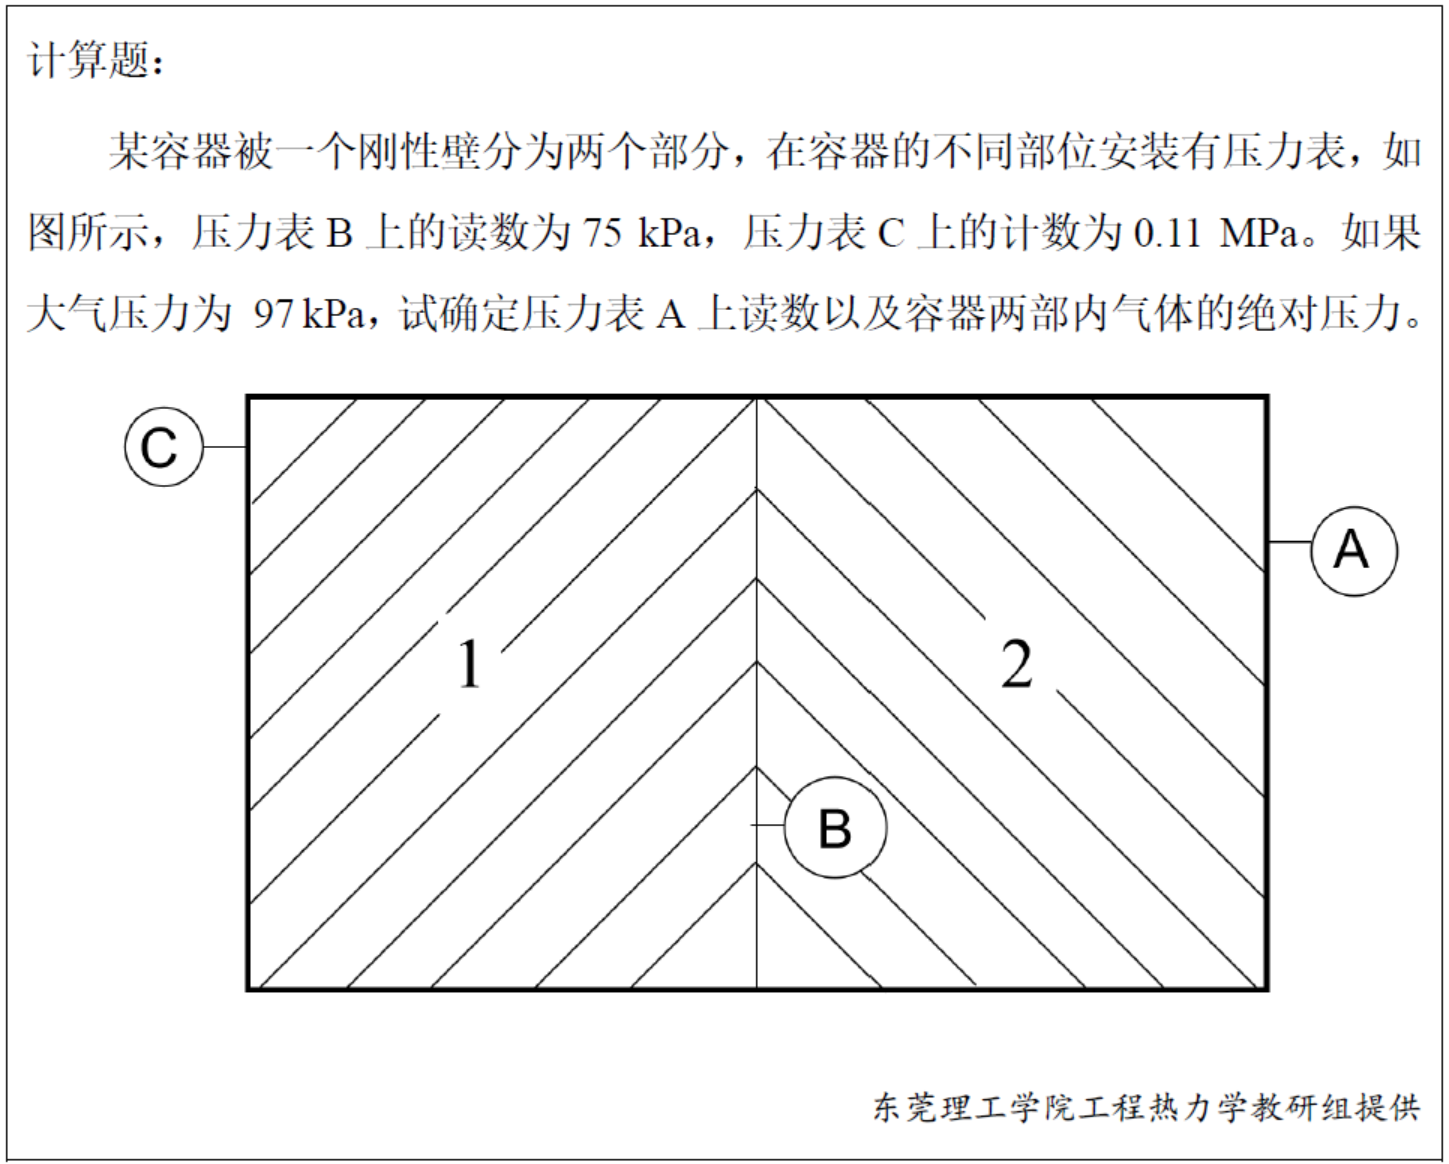 计算题：
某容器被一个刚性壁分为两个部分，在容器的不同部位安装有压力表，如
图所示，压力表 B 上的读数为 75 kPa，压力表 C 上的计数为 0.11 MPa。如果
大气压力为 97 kPa，试确定压力表 A 上读数以及容器两部内气体的绝对压力。
C
A
1
2
B
东莞理工学院工程热力学教研组提供